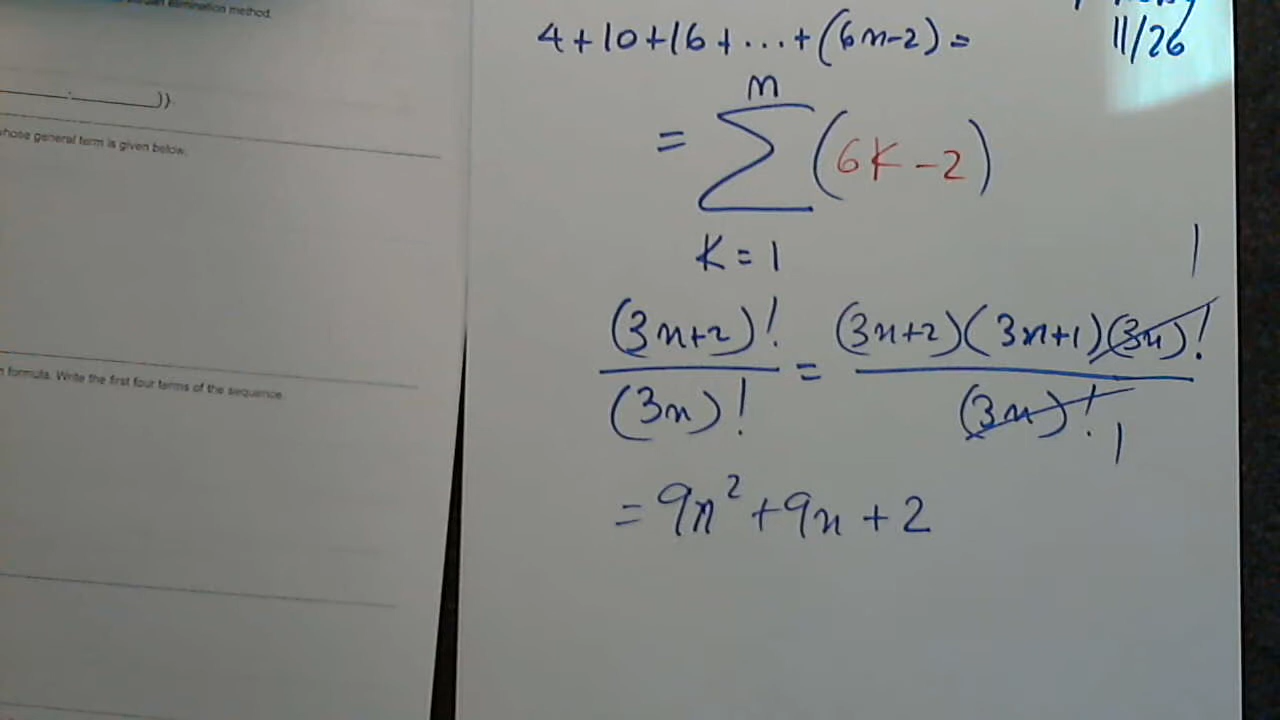 elimination method.
))
whose general term is given below.
formula. Write the first four terms of the sequence
4+10+16+...+(6n-2)= 11/26
n
= ∑ (6K-2)
K=1
1
(3n+2)! / (3n)! = (3n+2)(3n+1)(3n)! / (3n)!
1
= 9n² + 9n + 2